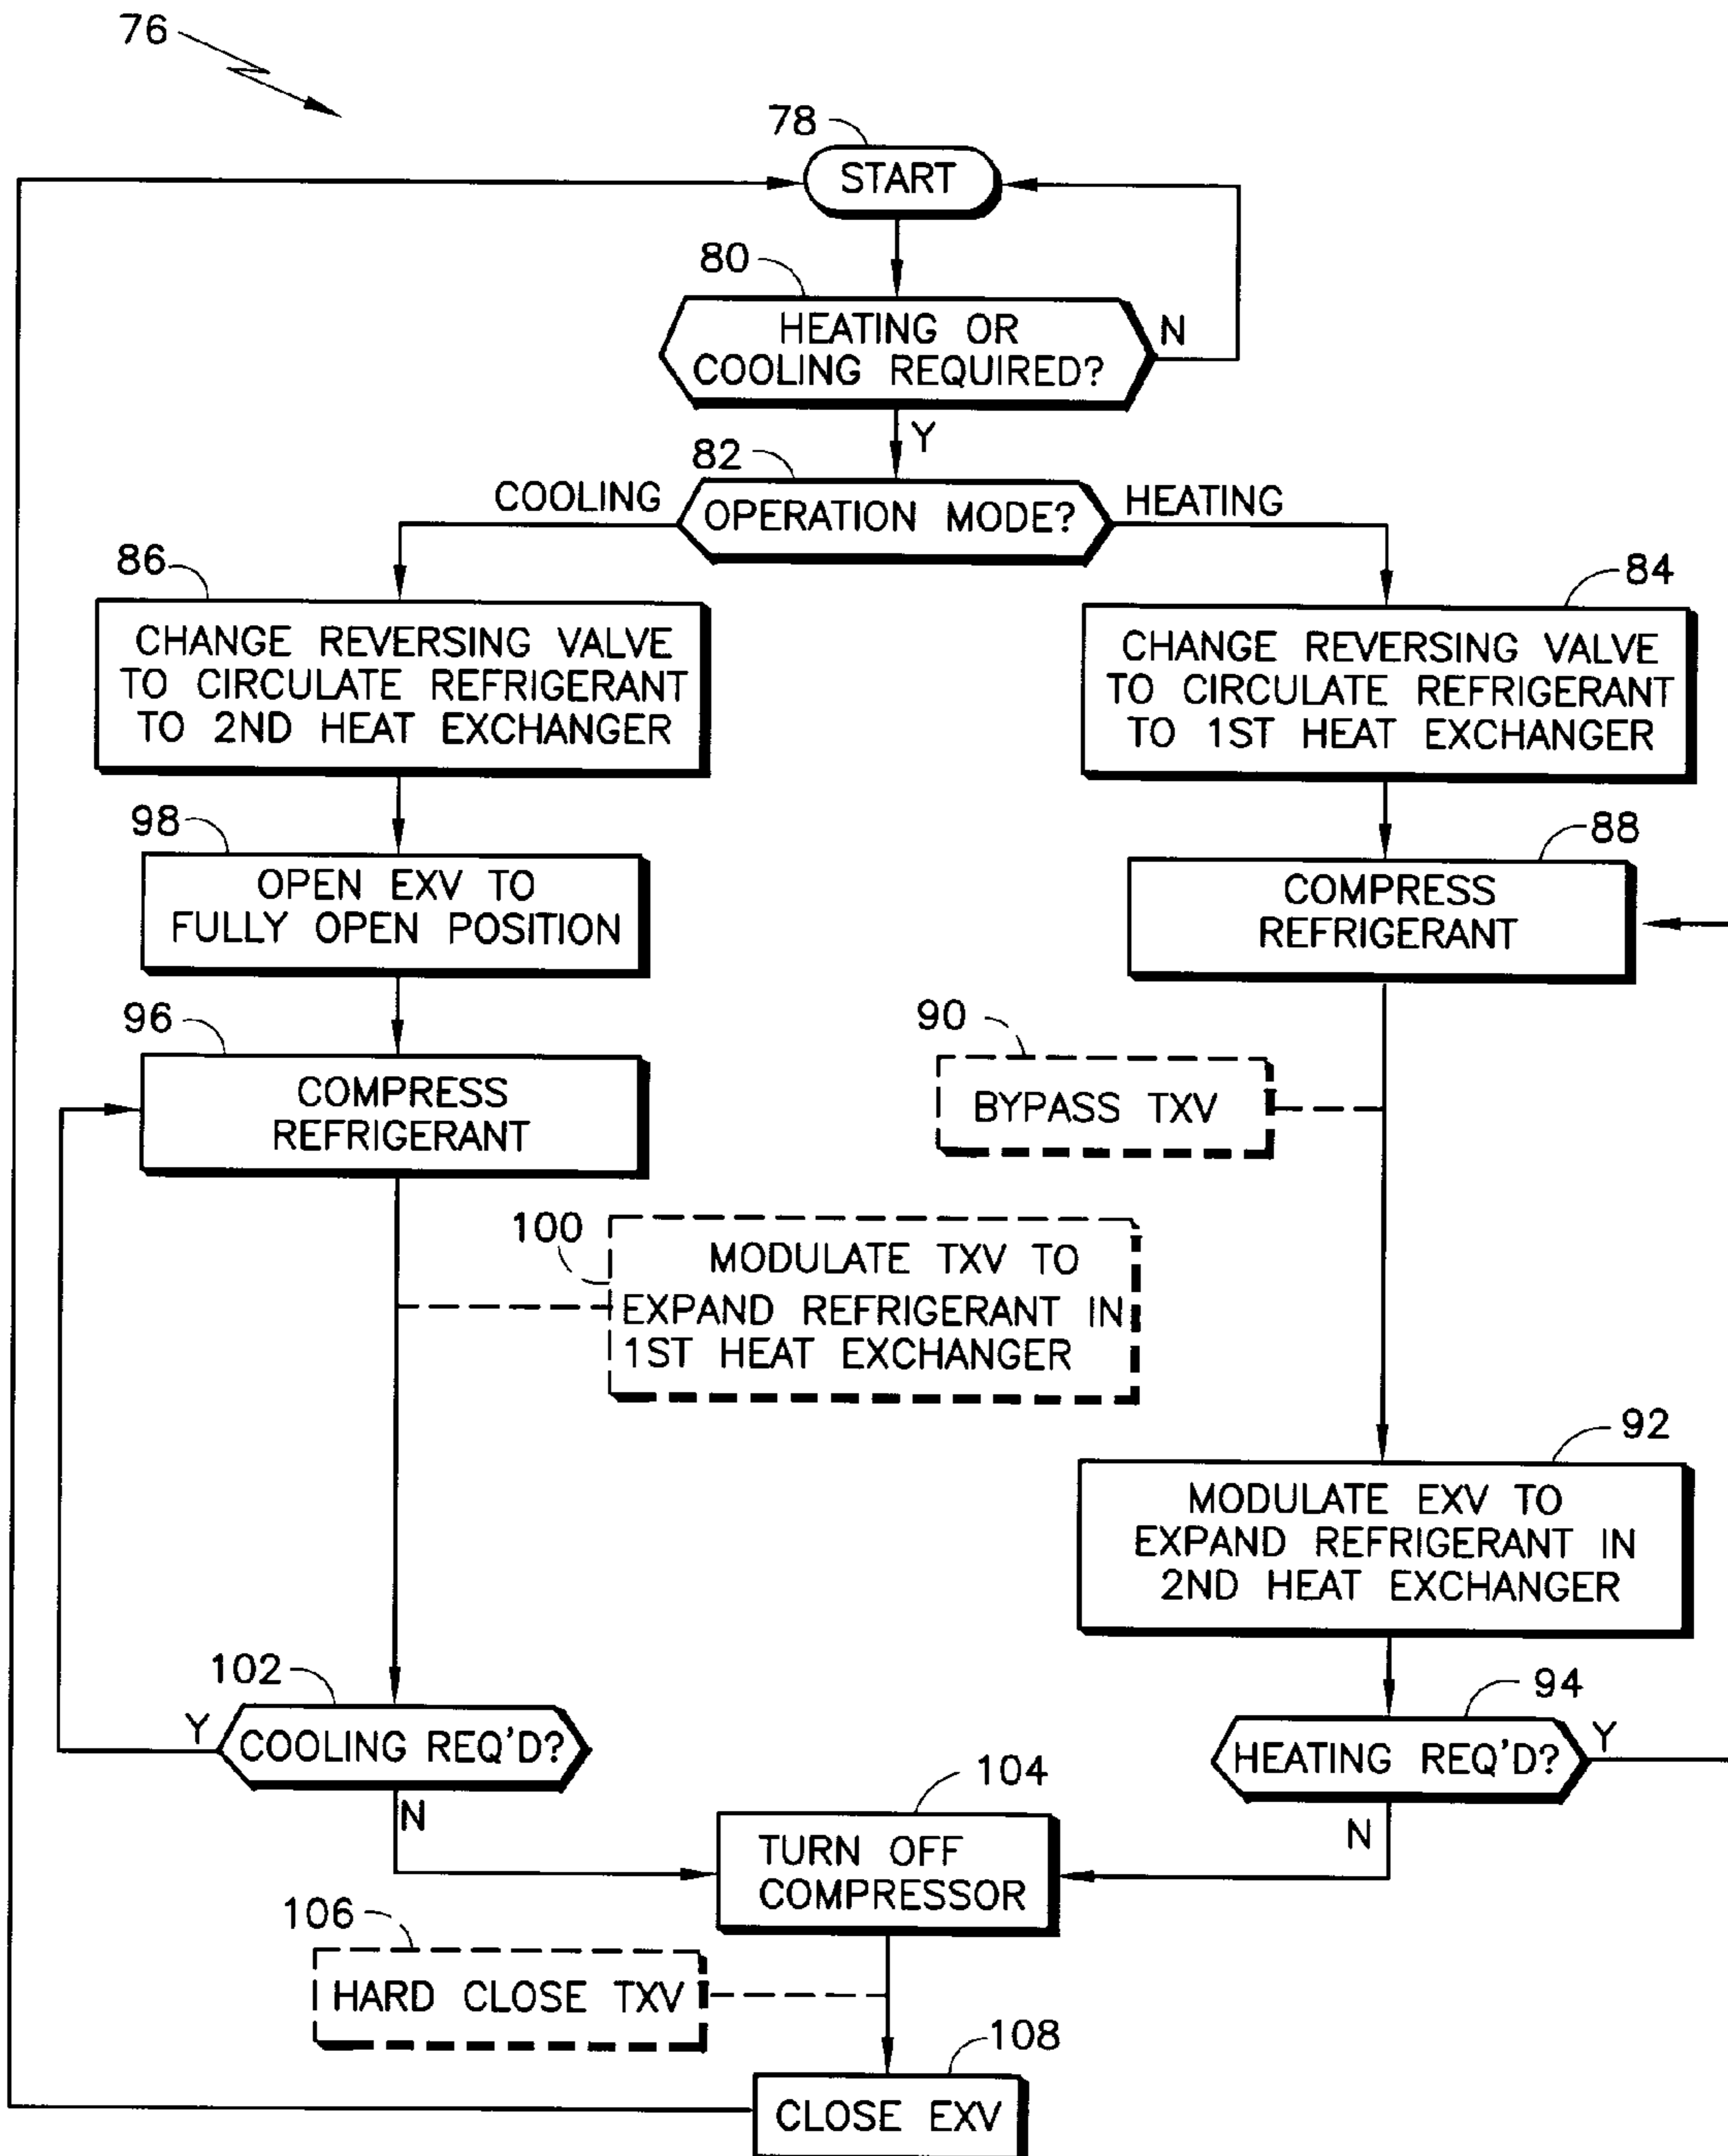 76
78
START
80
HEATING OR
COOLING REQUIRED?
N
Y
82
COOLING
OPERATION MODE?
HEATING
86
CHANGE REVERSING VALVE
TO CIRCULATE REFRIGERANT
TO 2ND HEAT EXCHANGER
84
CHANGE REVERSING VALVE
TO CIRCULATE REFRIGERANT
TO 1ST HEAT EXCHANGER
98
OPEN EXV TO
FULLY OPEN POSITION
88
COMPRESS
REFRIGERANT
96
COMPRESS
REFRIGERANT
90
BYPASS TXV
100
MODULATE TXV TO
EXPAND REFRIGERANT IN
1ST HEAT EXCHANGER
92
MODULATE EXV TO
EXPAND REFRIGERANT IN
2ND HEAT EXCHANGER
102
Y
COOLING REQ'D?
N
94
HEATING REQ'D?
Y
N
104
TURN OFF
COMPRESSOR
106
HARD CLOSE TXV
108
CLOSE EXV